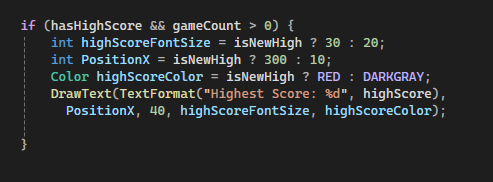 if (hasHighScore && gameCount > 0) {
    int highScoreFontSize = isNewHigh ? 30 : 20;
    int PositionX = isNewHigh ? 300 : 10;
    Color highScoreColor = isNewHigh ? RED : DARKGRAY;
    DrawText(TextFormat("Highest Score: %d", highScore),
      PositionX, 40, highScoreFontSize, highScoreColor);
}